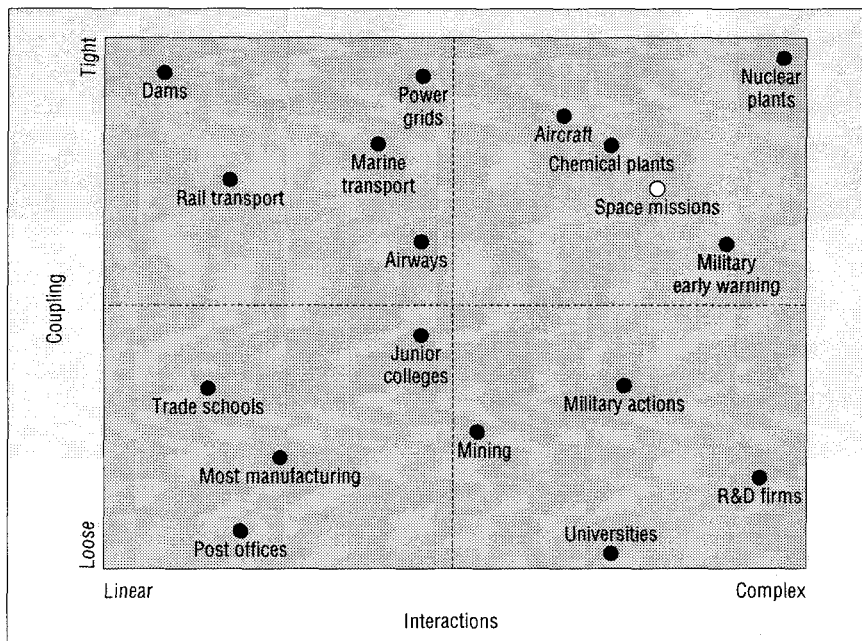 Tight
Dams
Power
grids
Nuclear
plants
Aircraft
Marine
transport
Chemical plants
Rail transport
Space missions
Airways
Military
early warning
Coupling
Junior
colleges
Trade schools
Military actions
Mining
Most manufacturing
R&D firms
Loose
Post offices
Universities
Linear
Complex
Interactions